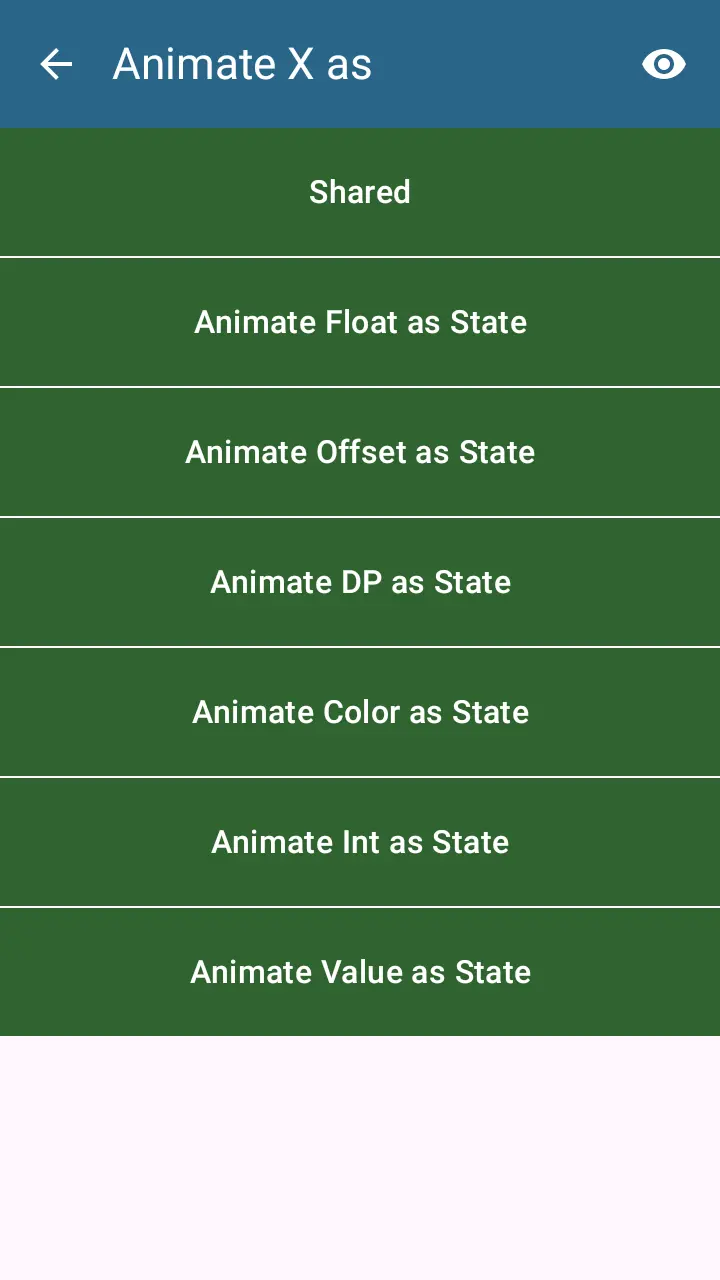 Animate X as
Shared
Animate Float as State
Animate Offset as State
Animate DP as State
Animate Color as State
Animate Int as State
Animate Value as State